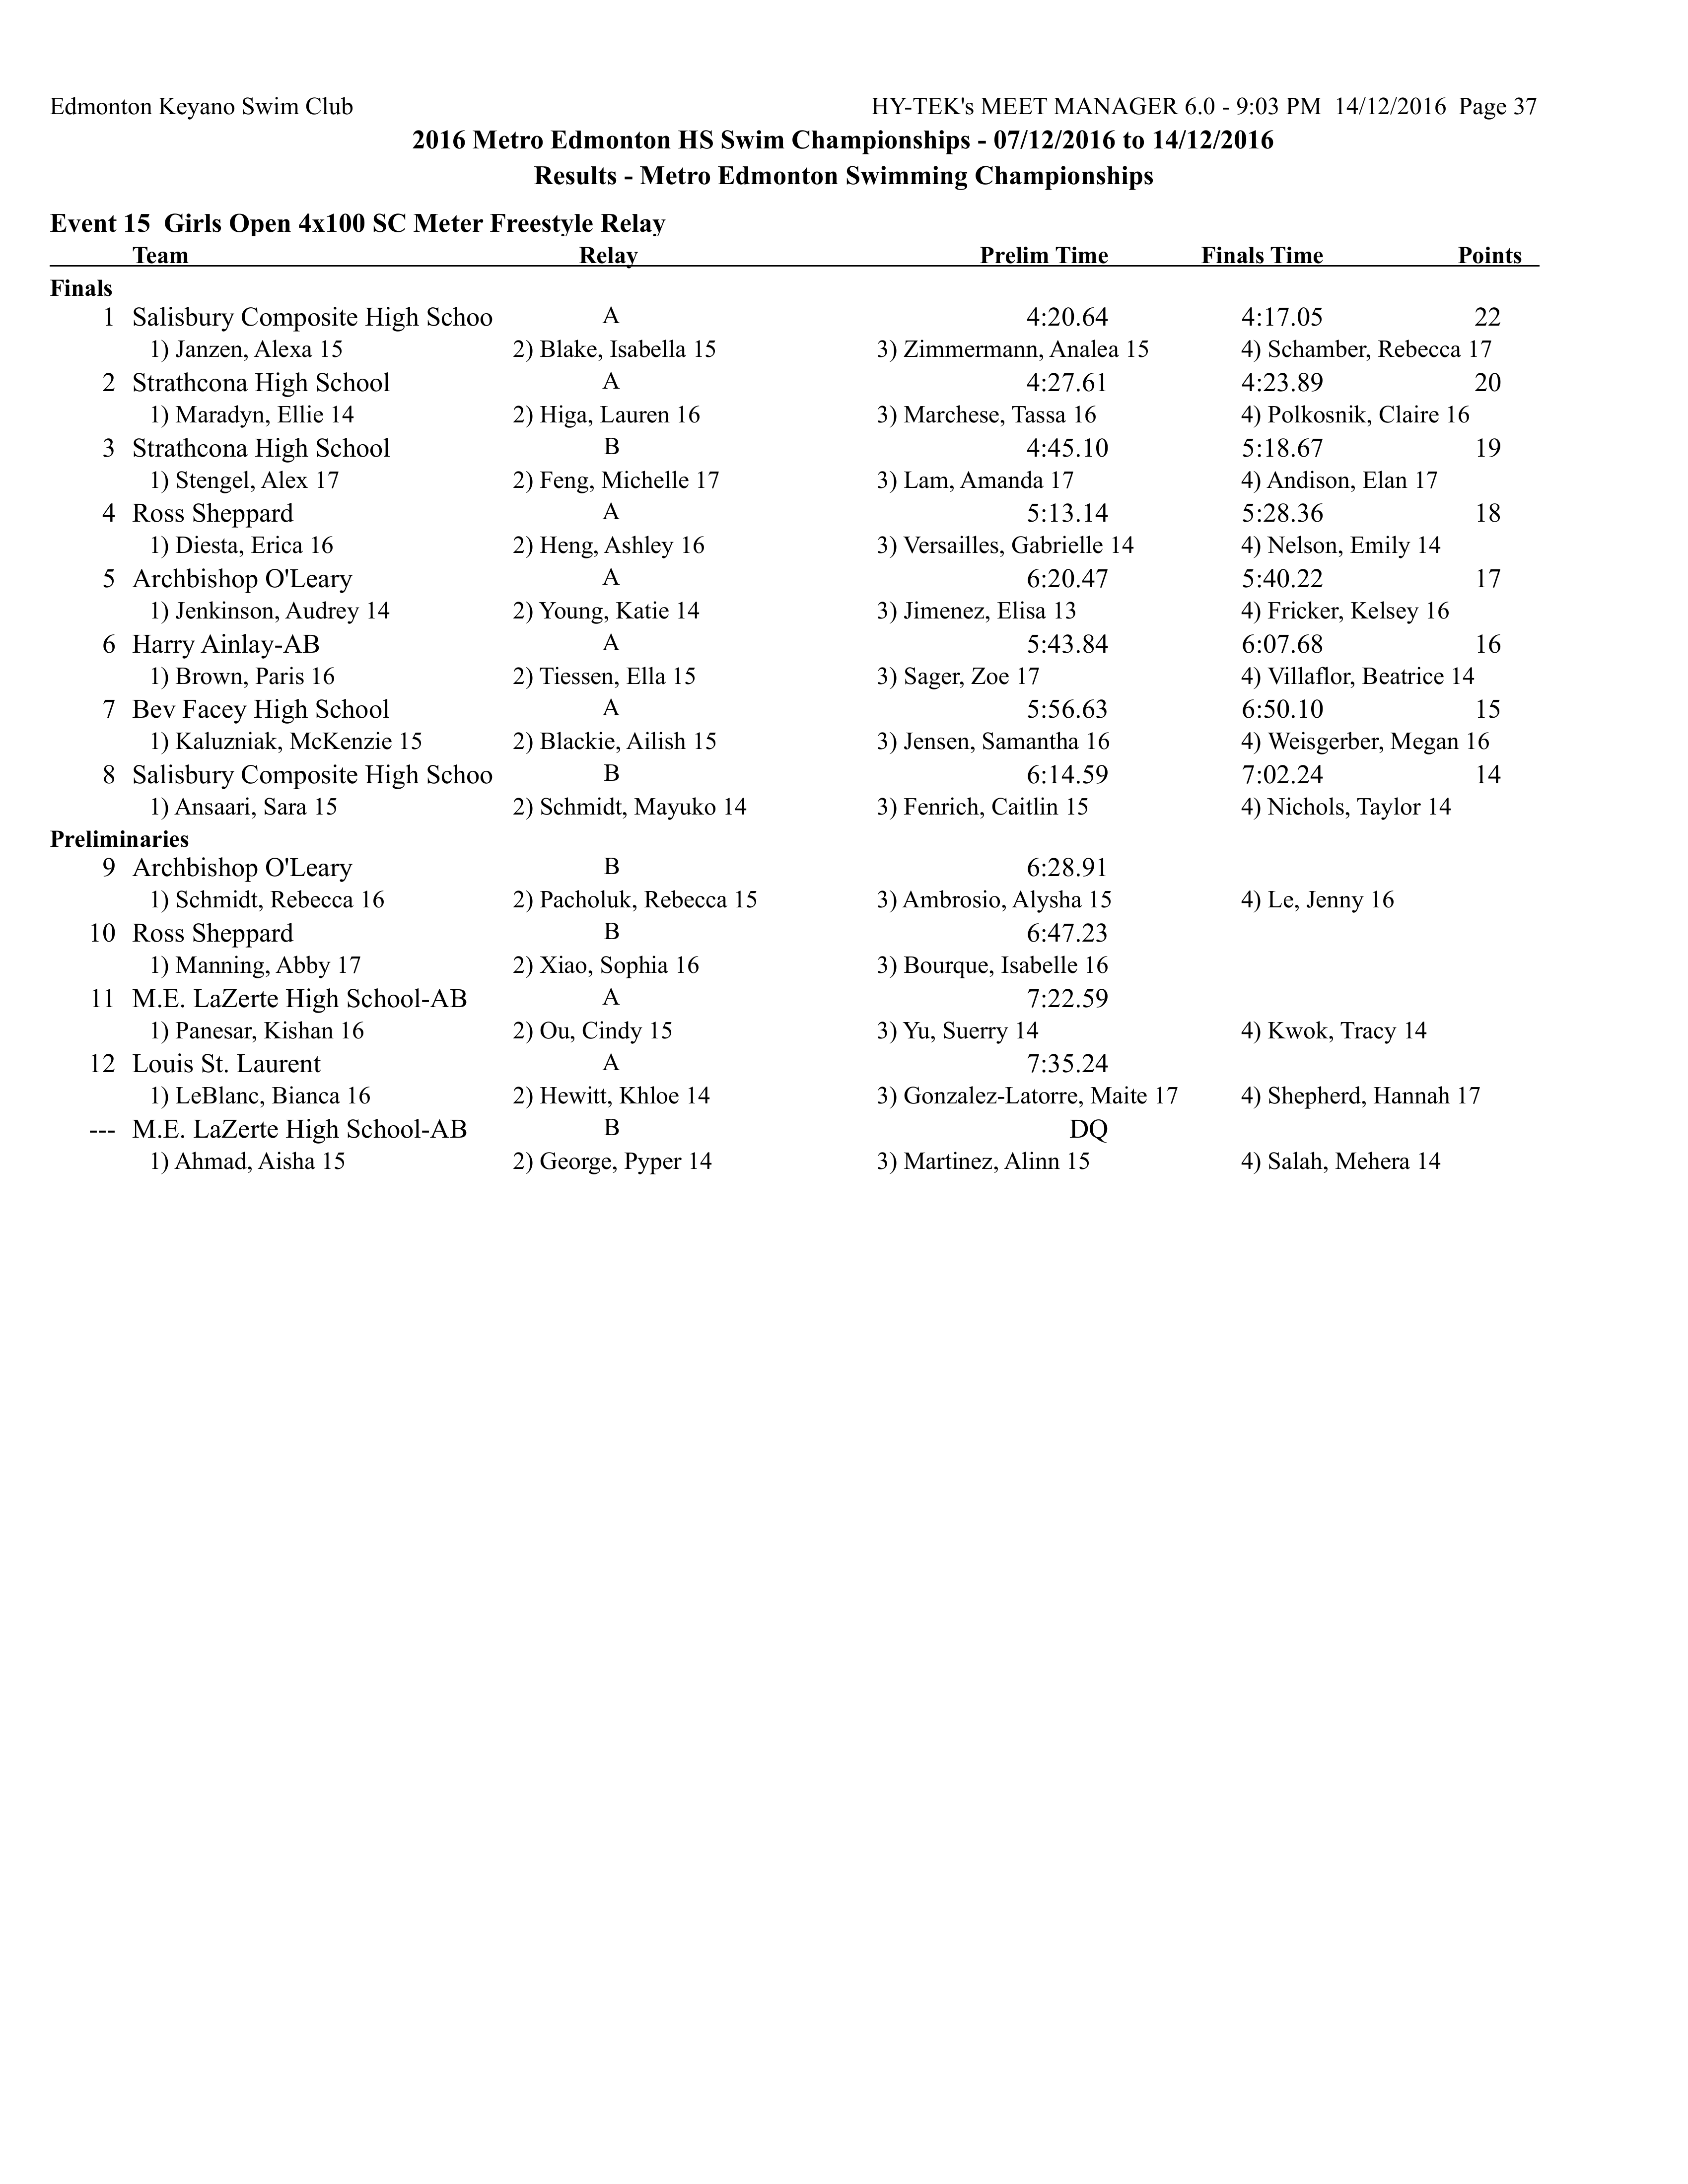 Edmonton Keyano Swim Club HY-TEK's MEET MANAGER 6.0 - 9:03 PM 14/12/2016 Page 37
2016 Metro Edmonton HS Swim Championships - 07/12/2016 to 14/12/2016
Results - Metro Edmonton Swimming Championships
Event 15 Girls Open 4x100 SC Meter Freestyle Relay
Team Relay Prelim Time Finals Time Points
Finals
1 Salisbury Composite High Schoo A 4:20.64 4:17.05 22
1) Janzen, Alexa 15 2) Blake, Isabella 15 3) Zimmermann, Analea 15 4) Schamber, Rebecca 17
2 Strathcona High School A 4:27.61 4:23.89 20
1) Maradyn, Ellie 14 2) Higa, Lauren 16 3) Marchese, Tassa 16 4) Polkosnik, Claire 16
3 Strathcona High School B 4:45.10 5:18.67 19
1) Stengel, Alex 17 2) Feng, Michelle 17 3) Lam, Amanda 17 4) Andison, Elan 17
4 Ross Sheppard A 5:13.14 5:28.36 18
1) Diesta, Erica 16 2) Heng, Ashley 16 3) Versailles, Gabrielle 14 4) Nelson, Emily 14
5 Archbishop O'Leary A 6:20.47 5:40.22 17
1) Jenkinson, Audrey 14 2) Young, Katie 14 3) Jimenez, Elisa 13 4) Fricker, Kelsey 16
6 Harry Ainlay-AB A 5:43.84 6:07.68 16
1) Brown, Paris 16 2) Tiessen, Ella 15 3) Sager, Zoe 17 4) Villaflor, Beatrice 14
7 Bev Facey High School A 5:56.63 6:50.10 15
1) Kaluzniak, McKenzie 15 2) Blackie, Ailish 15 3) Jensen, Samantha 16 4) Weisgerber, Megan 16
8 Salisbury Composite High Schoo B 6:14.59 7:02.24 14
1) Ansaari, Sara 15 2) Schmidt, Mayuko 14 3) Fenrich, Caitlin 15 4) Nichols, Taylor 14
Preliminaries
9 Archbishop O'Leary B 6:28.91
1) Schmidt, Rebecca 16 2) Pacholuk, Rebecca 15 3) Ambrosio, Alysha 15 4) Le, Jenny 16
10 Ross Sheppard B 6:47.23
1) Manning, Abby 17 2) Xiao, Sophia 16 3) Bourque, Isabelle 16
11 M.E. LaZerte High School-AB A 7:22.59
1) Panesar, Kishan 16 2) Ou, Cindy 15 3) Yu, Suerry 14 4) Kwok, Tracy 14
12 Louis St. Laurent A 7:35.24
1) LeBlanc, Bianca 16 2) Hewitt, Khloe 14 3) Gonzalez-Latorre, Maite 17 4) Shepherd, Hannah 17
--- M.E. LaZerte High School-AB B DQ
1) Ahmad, Aisha 15 2) George, Pyper 14 3) Martinez, Alinn 15 4) Salah, Mehera 14